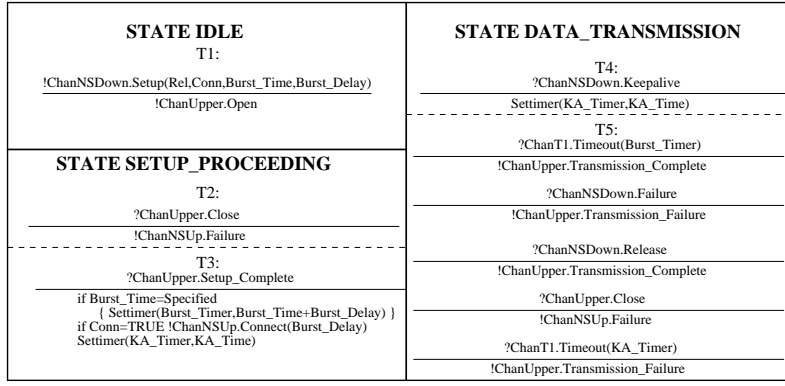 STATE IDLE
T1:
!ChanNSDown.Setup(Rel,Conn,Burst_Time,Burst_Delay)
!ChanUpper.Open
STATE SETUP_PROCEEDING
T2:
?ChanUpper.Close
!ChanNSUp.Failure
T3:
?ChanUpper.Setup_Complete
if Burst_Time=Specified
{ Settimer(Burst_Timer,Burst_Time+Burst_Delay) }
if Conn=TRUE !ChanNSUp.Connect(Burst_Delay)
Settimer(KA_Timer,KA_Time)
STATE DATA_TRANSMISSION
T4:
?ChanNSDown.Keepalive
Settimer(KA_Timer,KA_Time)
T5:
?ChanT1.Timeout(Burst_Timer)
!ChanUpper.Transmission_Complete
?ChanNSDown.Failure
!ChanUpper.Transmission_Failure
?ChanNSDown.Release
!ChanUpper.Transmission_Complete
?ChanUpper.Close
!ChanNSUp.Failure
?ChanT1.Timeout(KA_Timer)
!ChanUpper.Transmission_Failure